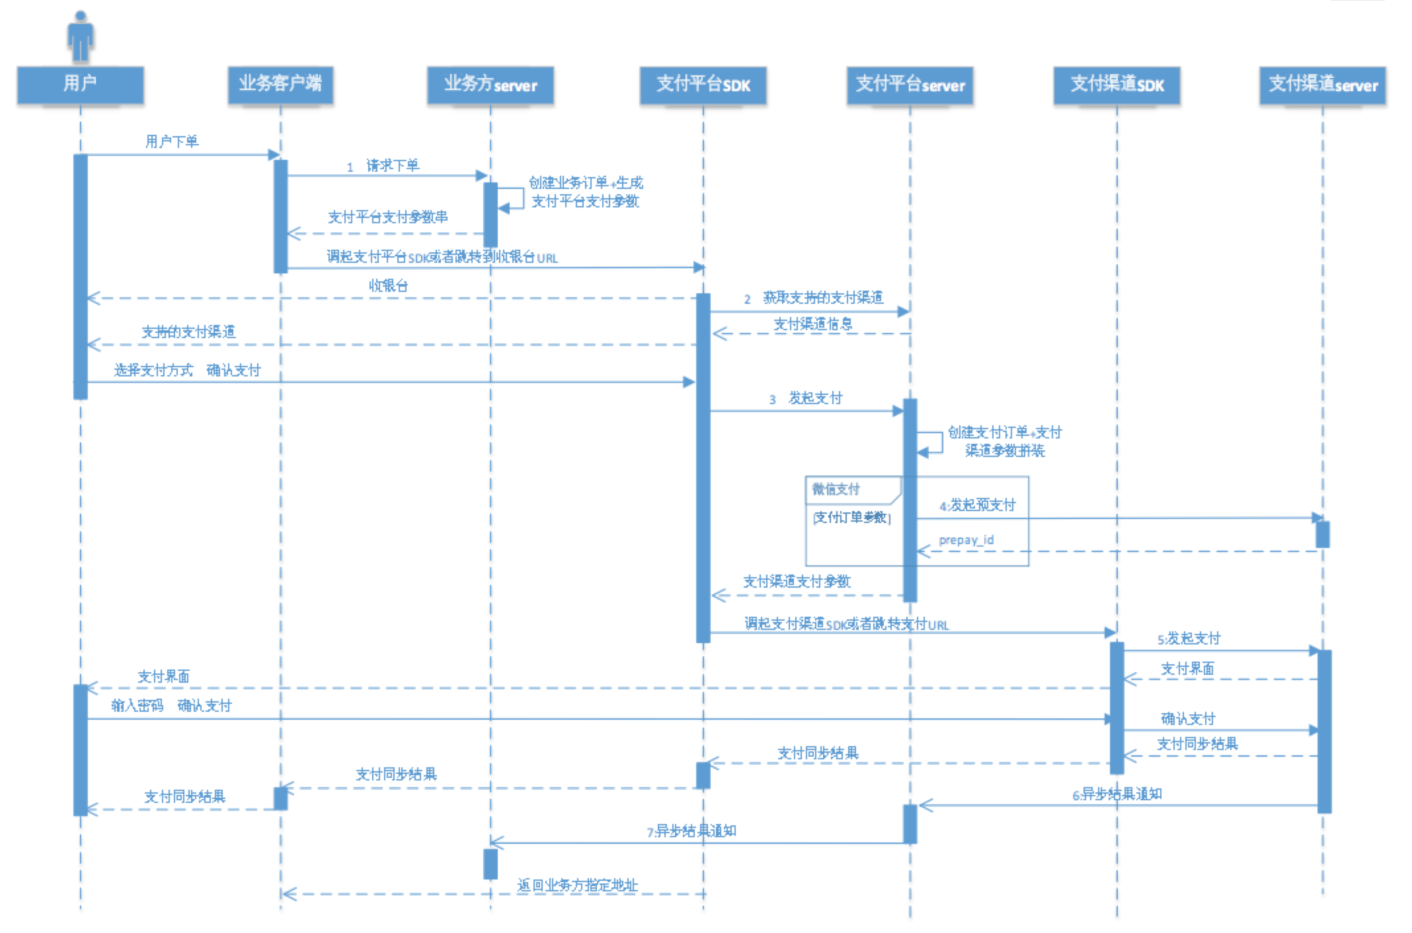 用户
业务客户端
业务方server
支付平台SDK
支付平台server
支付渠道SDK
支付渠道server
用户下单
1 请求下单
创建业务订单+生成
支付平台支付参数
支付平台支付参数串
调起支付平台SDK或者跳转到收银台URL
收银台
2 获取支持的支付渠道
支付渠道信息
支持的支付渠道
选择支付方式 确认支付
3 发起支付
创建支付订单+支付
渠道参数拼装
微信支付
[支付订单参数]
4:发起预支付
prepay_id
支付渠道支付参数
调起支付渠道SDK或者跳转支付URL
5:发起支付
支付界面
支付界面
输入密码 确认支付
确认支付
支付同步结果
支付同步结果
支付同步结果
支付同步结果
6:异步结果通知
7:异步结果通知
返回业务方指定地址